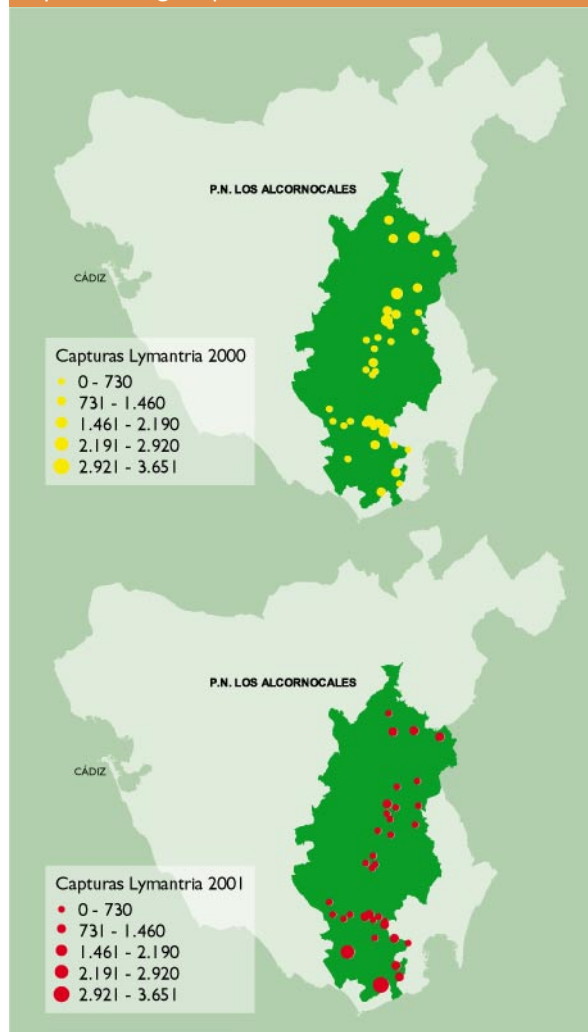 P.N. LOS ALCORNOCALES
CÁDIZ
Capturas Lymantria 2000
0 - 730
731 - 1.460
1.461 - 2.190
2.191 - 2.920
2.921 - 3.651
P.N. LOS ALCORNOCALES
CÁDIZ
Capturas Lymantria 2001
0 - 730
731 - 1.460
1.461 - 2.190
2.191 - 2.920
2.921 - 3.651